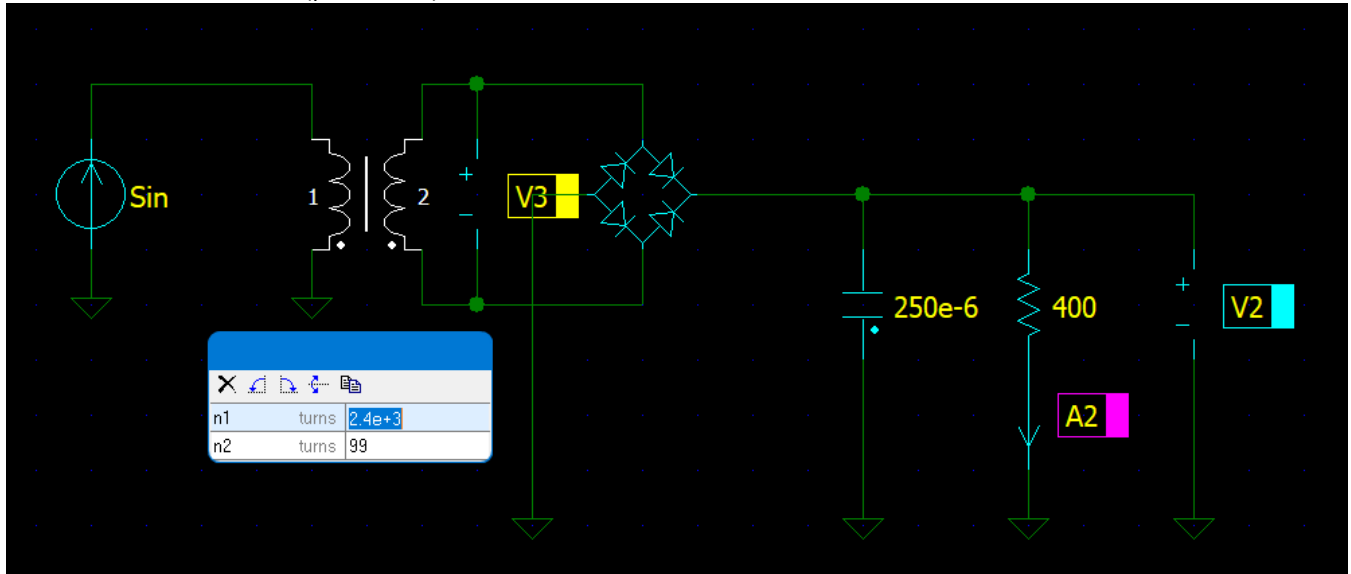 Sin
1
2
+
−
V3
250e-6
400
+
−
V2
A2
n1 turns 2.4e+3
n2 turns 99